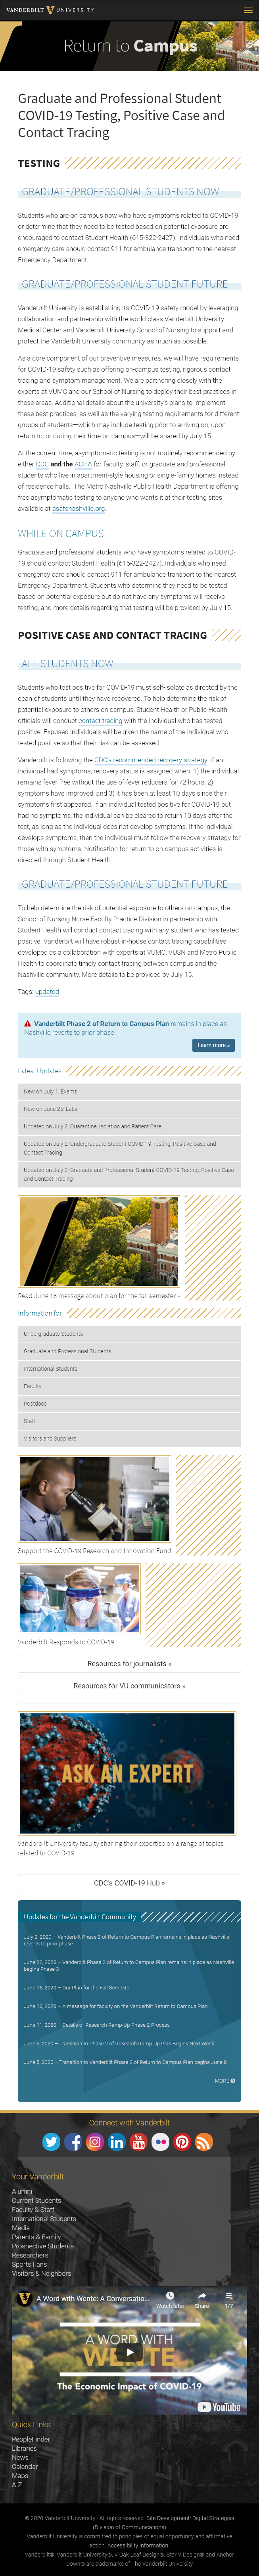 VANDERBILT UNIVERSITY
Return to Campus
Graduate and Professional Student
COVID-19 Testing, Positive Case and
Contact Tracing
TESTING
GRADUATE/PROFESSIONAL STUDENTS NOW
Students who are on campus now who have symptoms related to COVID-19
or determine that they need to be tested based on potential exposure are
encouraged to contact Student Health (615-322-2427). Individuals who need
emergency care should contact 911 for ambulance transport to the nearest
Emergency Department.
GRADUATE/PROFESSIONAL STUDENT FUTURE
Vanderbilt University is establishing its COVID-19 safety model by leveraging
collaboration and partnership with the world-class Vanderbilt University
Medical Center and Vanderbilt University School of Nursing to support and
protect the Vanderbilt University community as much as possible.
As a core component of our prevention measures, we will have requirements
for COVID-19 safety as well as offering on-campus testing, rigorous contact
tracing and case management. We are partnering closely with the experts
at VUMC and our School of Nursing to deploy their best practices in
these areas. Additional details about the university's plans to implement
these best practices, as well as the varying testing requirements for different
groups of students—which may include testing prior to arriving on, upon
return to, and during their time on campus—will be shared by July 15.
At the current time, asymptomatic testing is not routinely recommended by
either CDC and the ACHA for faculty, staff, or graduate and professional
students who live in apartment-style housing or single-family homes instead
of residence halls. The Metro Nashville Public Health Department is offering
free asymptomatic testing to anyone who wants it at their testing sites
available at asafenashville.org.
WHILE ON CAMPUS
Graduate and professional students who have symptoms related to COVID-
19 should contact Student Health (615-322-2427). Individuals who need
emergency care should contact 911 for ambulance transport to the nearest
Emergency Department. Students who determine they need to be tested
based on potential exposure but do not have any symptoms will receive
testing, and more details regarding that testing will be provided by July 15.
POSITIVE CASE AND CONTACT TRACING
ALL STUDENTS NOW
Students who test positive for COVID-19 must self-isolate as directed by the
dean of students until they have recovered. To help determine the risk of
potential exposure to others on campus, Student Health or Public Health
officials will conduct contact tracing with the individual who has tested
positive. Exposed individuals will be given the name of the student who
tested positive so that their risk can be assessed.
Vanderbilt is following the CDC's recommended recovery strategy. If an
individual had symptoms, recovery status is assigned when: 1) the individual
remains fever free without the use of fever reducers for 72 hours, 2)
symptoms have improved, and 3) it has been at least 10 days since their
symptoms first appeared. If an individual tested positive for COVID-19 but
has had no symptoms, the individual can be cleared to return 10 days after the
test, as long as the individual does not develop symptoms. If the individual
develops symptoms, then the individual must follow the recovery strategy for
those with symptoms. Notification for return to on-campus activities is
directed through Student Health.
GRADUATE/PROFESSIONAL STUDENT FUTURE
To help determine the risk of potential exposure to others on campus, the
School of Nursing Nurse Faculty Practice Division in partnership with
Student Health will conduct contact tracing with any student who has tested
positive. Vanderbilt will have robust on-campus contact tracing capabilities
developed as a collaboration with experts at VUMC, VUSN and Metro Public
Health to coordinate timely contact tracing between campus and the
Nashville community. More details to be provided by July 15.
Tags: updated
Vanderbilt Phase 2 of Return to Campus Plan remains in place as
Nashville reverts to prior phase.
Learn more »
Latest Updates
New on July 1: Exams
New on June 25: Labs
Updated on July 2: Quarantine, Isolation and Patient Care
Updated on July 2: Undergraduate Student COVID-19 Testing, Positive Case and
Contact Tracing
Updated on July 2: Graduate and Professional Student COVID-19 Testing, Positive Case
and Contact Tracing
Read June 16 message about plan for the fall semester »
Information for
Undergraduate Students
Graduate and Professional Students
International Students
Faculty
Postdocs
Staff
Visitors and Suppliers
Support the COVID-19 Research and Innovation Fund
Vanderbilt Responds to COVID-19
Resources for journalists »
Resources for VU communicators »
ASK AN EXPERT
Vanderbilt University faculty sharing their expertise on a range of topics
related to COVID-19
CDC's COVID-19 Hub »
Updates for the Vanderbilt Community
July 2, 2020 – Vanderbilt Phase 2 of Return to Campus Plan remains in place as Nashville
reverts to prior phase
June 22, 2020 – Vanderbilt Phase 2 of Return to Campus Plan remains in place as Nashville
begins Phase 3
June 16, 2020 – Our Plan for the Fall Semester
June 16, 2020 – A message for faculty on the Vanderbilt Return to Campus Plan
June 11, 2020 – Details of Research Ramp-Up Phase 2 Process
June 5, 2020 – Transition to Phase 2 of Research Ramp-Up Plan Begins Next Week
June 5, 2020 – Transition to Vanderbilt Phase 2 of Return to Campus Plan begins June 8
MORE
Connect with Vanderbilt
You Tube
Your Vanderbilt
Alumni
Current Students
Faculty & Staff
International Students
Media
Parents & Family
Prospective Students
Researchers
Sports Fans
Visitors & Neighbors
A Word with Wente: A Conversatio...
Watch later
Share
1/7
A WORD WITH
WENTE
The Economic Impact of COVID-19
YouTube
Quick Links
PeopleFinder
Libraries
News
Calendar
Maps
A-Z
© 2020 Vanderbilt University · All rights reserved. Site Development: Digital Strategies
(Division of Communications)
Vanderbilt University is committed to principles of equal opportunity and affirmative
action. Accessibility information.
Vanderbilt®, Vanderbilt University®, V Oak Leaf Design®, Star V Design® and Anchor
Down® are trademarks of The Vanderbilt University